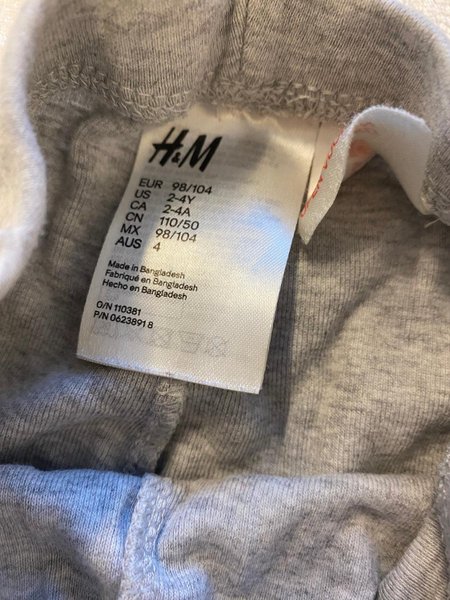 H&M
EUR 98/104
US 2-4Y
CA 2-4A
CN 110/50
MX 98/104
AUS 4
Made in Bangladesh
Fabriqué en Bangladesh
Hecho en Bangladesh
O/N 110381
P/N 0623891 8